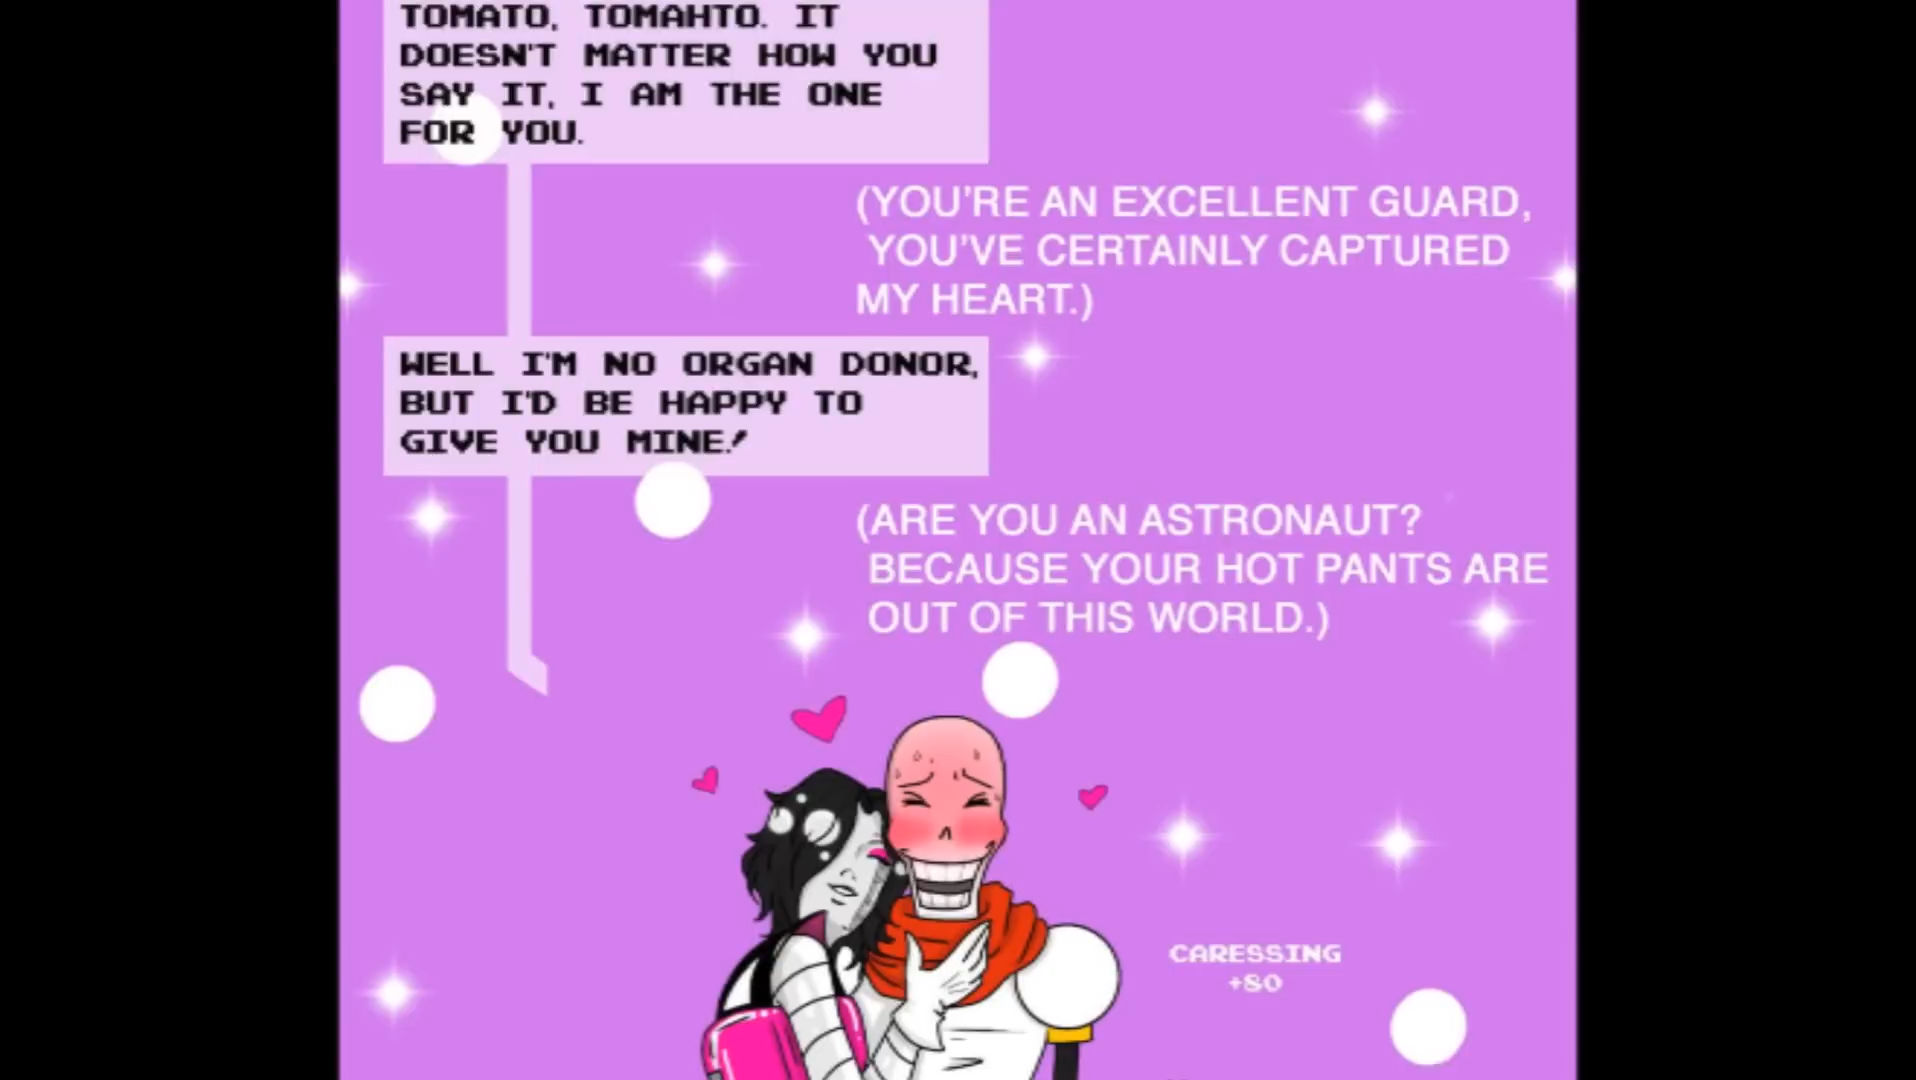 TOMATO, TOMAHTO. IT
DOESN'T MATTER HOW YOU
SAY IT, I AM THE ONE
FOR YOU.
(YOU'RE AN EXCELLENT GUARD,
YOU'VE CERTAINLY CAPTURED
MY HEART.)
WELL I'M NO ORGAN DONOR,
BUT I'D BE HAPPY TO
GIVE YOU MINE!
(ARE YOU AN ASTRONAUT?
BECAUSE YOUR HOT PANTS ARE
OUT OF THIS WORLD.)
CARESSING
+80